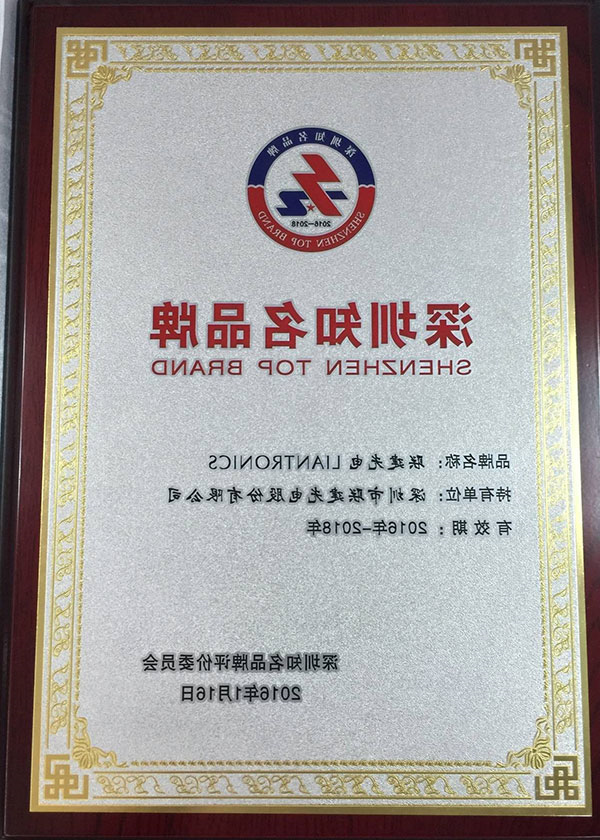 深圳知名品牌
2016-2018
SHENZHEN TOP BRAND
深圳知名品牌
SHENZHEN TOP BRAND
品牌名称：联建光电 LIANTRONICS
持有单位：深圳市联建光电股份有限公司
有效期：2016年-2018年
深圳知名品牌评价委员会
2016年1月16日